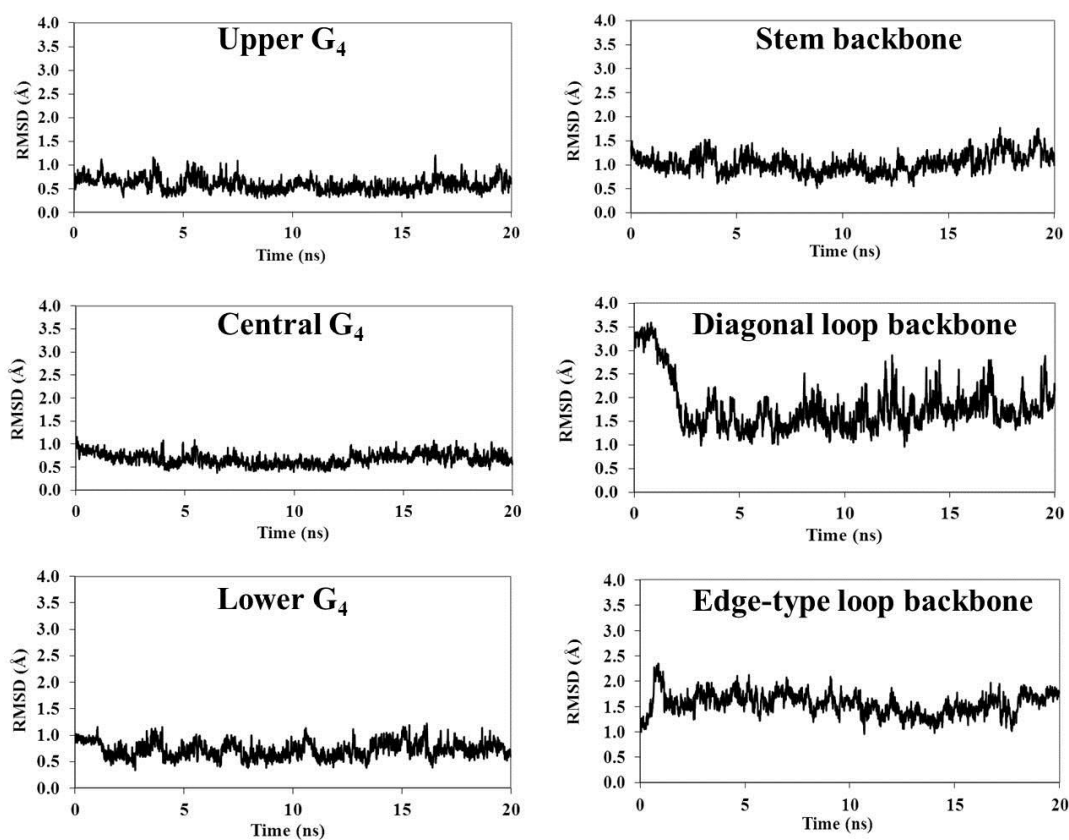 Upper G₄
RMSD (Å)
4.0
3.5
3.0
2.5
2.0
1.5
1.0
0.5
0.0
0 5 10 15 20
Time (ns)
Stem backbone
RMSD (Å)
4.0
3.5
3.0
2.5
2.0
1.5
1.0
0.5
0.0
0 5 10 15 20
Time (ns)
Central G₄
RMSD (Å)
4.0
3.5
3.0
2.5
2.0
1.5
1.0
0.5
0.0
0 5 10 15 20
Time (ns)
Diagonal loop backbone
RMSD (Å)
4.0
3.5
3.0
2.5
2.0
1.5
1.0
0.5
0.0
0 5 10 15 20
Time (ns)
Lower G₄
RMSD (Å)
4.0
3.5
3.0
2.5
2.0
1.5
1.0
0.5
0.0
0 5 10 15 20
Time (ns)
Edge-type loop backbone
RMSD (Å)
4.0
3.5
3.0
2.5
2.0
1.5
1.0
0.5
0.0
0 5 10 15 20
Time (ns)